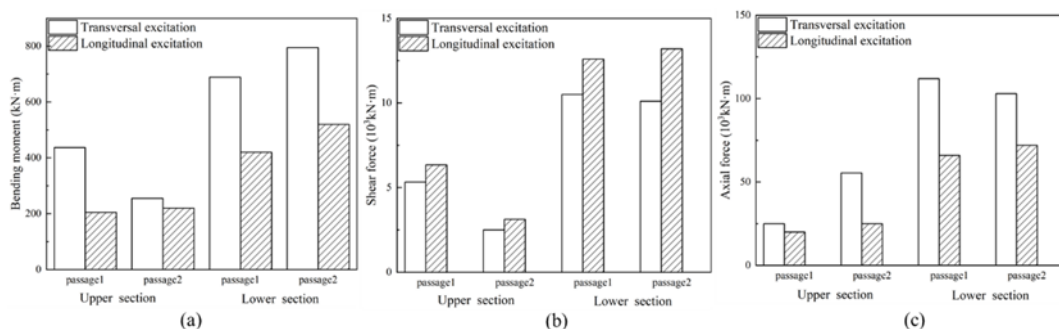 Transversal excitation
Longitudinal excitation
Bending moment (kN·m)
800
600
400
200
0
passage1 passage2 passage1 passage2
Upper section Lower section
(a)
Transversal excitation
Longitudinal excitation
Shear force (10³kN·m)
15
10
5
0
passage1 passage2 passage1 passage2
Upper section Lower section
(b)
Transversal excitation
Longitudinal excitation
Axial force (10³kN·m)
150
100
50
0
passage1 passage2 passage1 passage2
Upper section Lower section
(c)